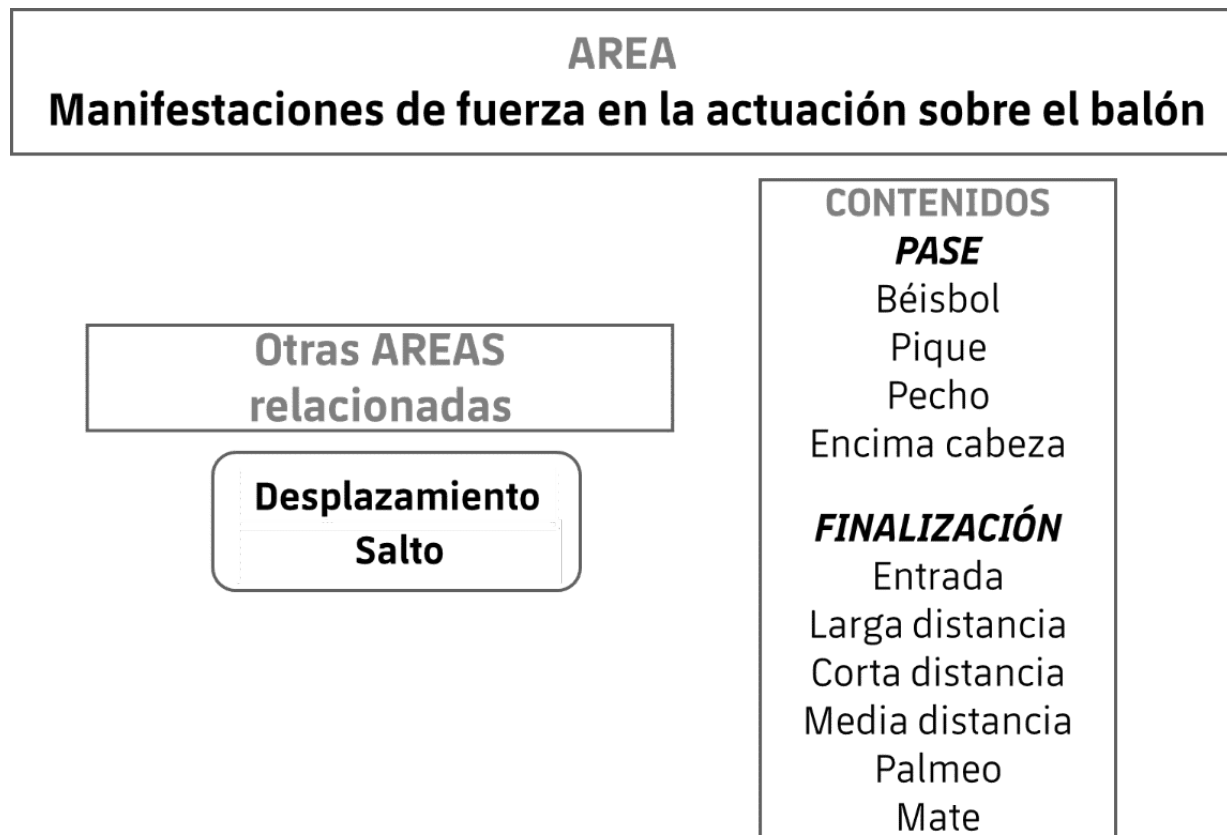 AREA
Manifestaciones de fuerza en la actuación sobre el balón
Otras AREAS
relacionadas
Desplazamiento
Salto
CONTENIDOS
PASE
Béisbol
Pique
Pecho
Encima cabeza
FINALIZACIÓN
Entrada
Larga distancia
Corta distancia
Media distancia
Palmeo
Mate